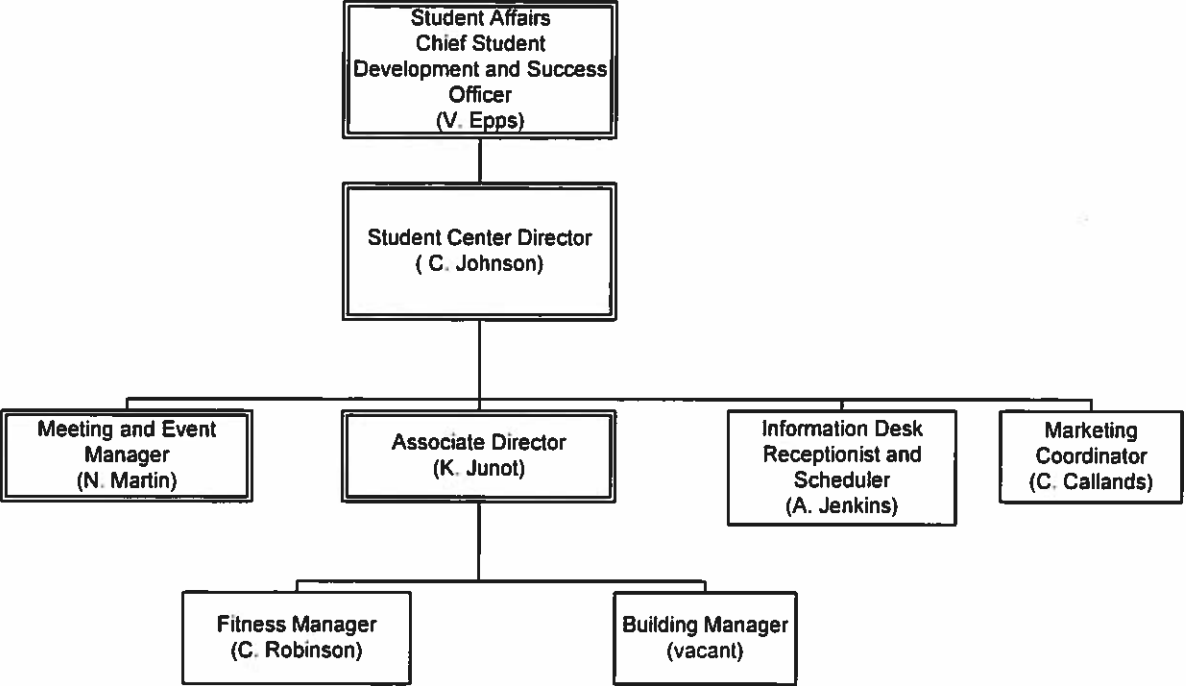 Student Affairs
Chief Student
Development and Success
Officer
(V. Epps)
Student Center Director
( C. Johnson)
Meeting and Event
Manager
(N. Martin)
Associate Director
(K. Junot)
Information Desk
Receptionist and
Scheduler
(A. Jenkins)
Marketing
Coordinator
(C. Callands)
Fitness Manager
(C. Robinson)
Building Manager
(vacant)